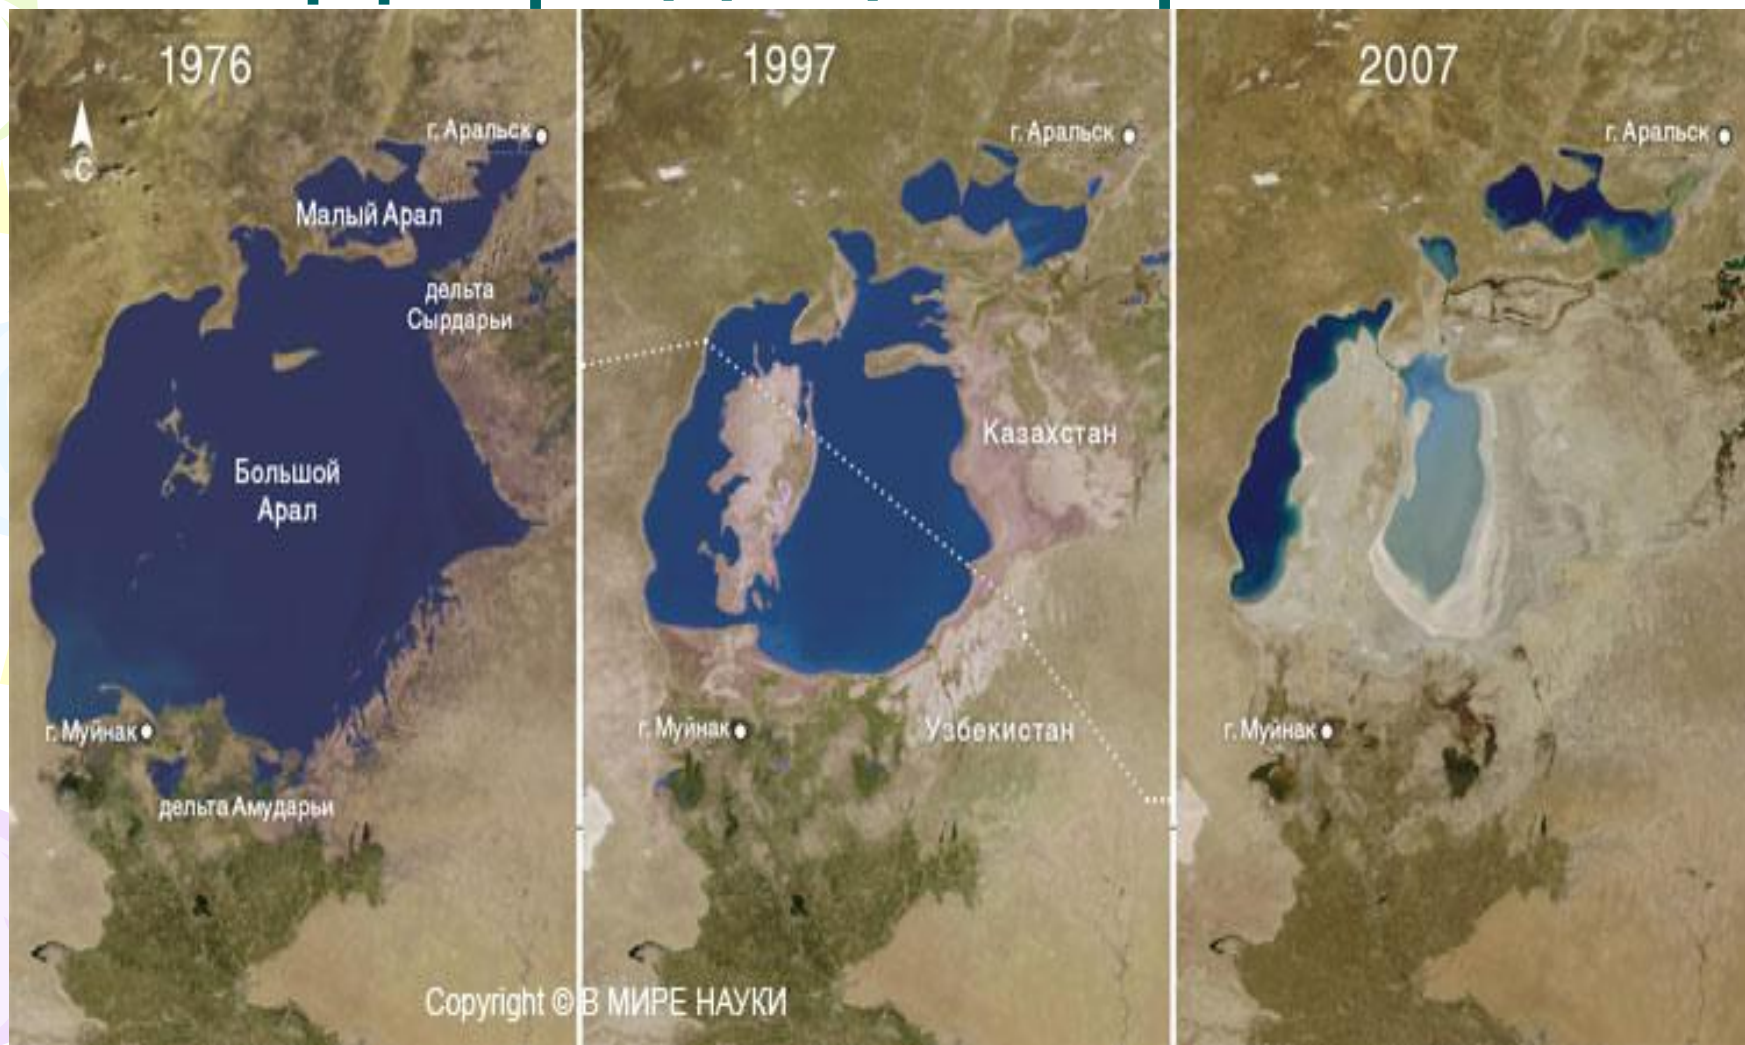 1976
г. Аральск
С
Малый Арал
дельта
Сырдарьи
Большой
Арал
г. Муйнак
дельта Амударьи
1997
г. Аральск
Казахстан
г. Муйнак
Узбекистан
2007
г. Аральск
г. Муйнак
Copyright © В МИРЕ НАУКИ